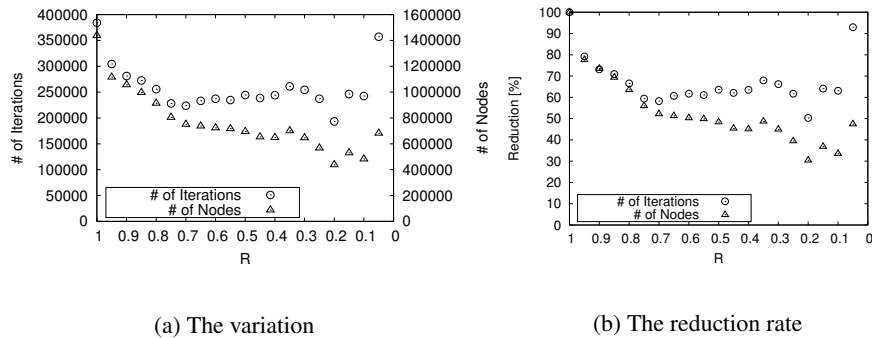 400000
350000
300000
250000
200000
150000
100000
50000
0
# of Iterations
1600000
1400000
1200000
1000000
800000
600000
400000
200000
0
# of Nodes
# of Iterations
# of Nodes
1 0.9 0.8 0.7 0.6 0.5 0.4 0.3 0.2 0.1 0
R
(a) The variation
100
90
80
70
60
50
40
30
20
10
0
Reduction [%]
# of Iterations
# of Nodes
1 0.9 0.8 0.7 0.6 0.5 0.4 0.3 0.2 0.1 0
R
(b) The reduction rate